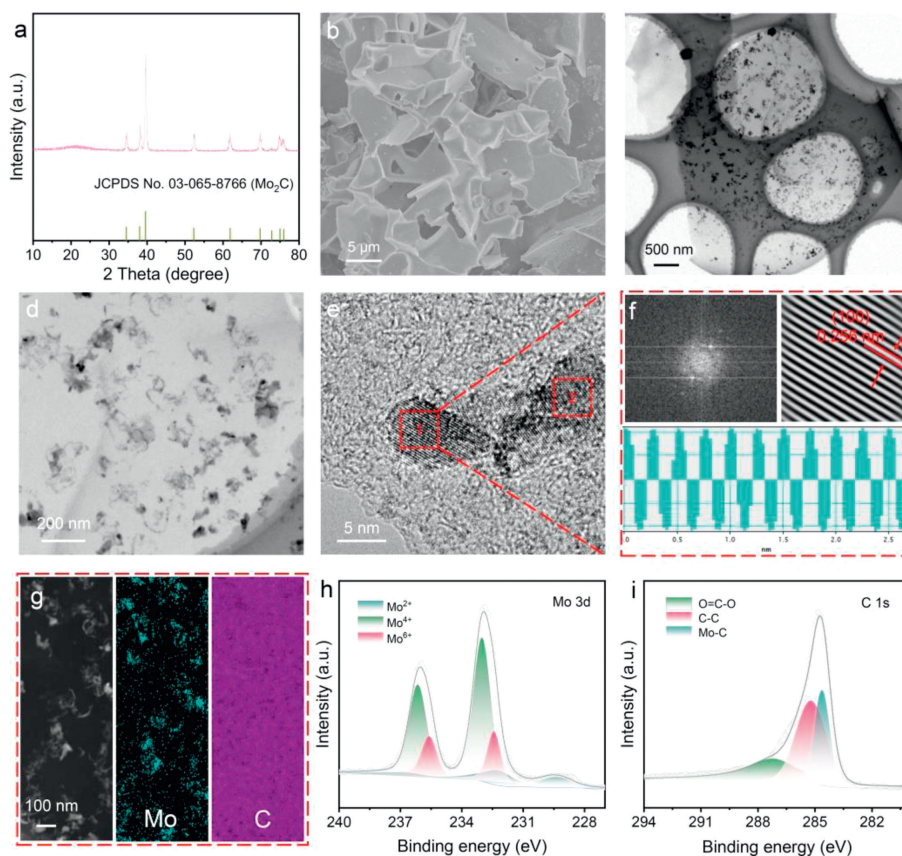 a
Intensity (a.u.)
JCPDS No. 03-065-8766 (Mo₂C)
10 20 30 40 50 60 70 80
2 Theta (degree)
b
5 µm
500 nm
d
200 nm
e
1
2
5 nm
f
(100)
0.256 nm
0 0.5 1.0 1.5 2.0 2.5
nm
g
100 nm
Mo
C
h
Mo 3d
Mo²⁺
Mo⁴⁺
Mo⁶⁺
Intensity (a.u.)
240 237 234 231 228
Binding energy (eV)
i
C 1s
O=C-O
C-C
Mo-C
Intensity (a.u.)
294 291 288 285 282
Binding energy (eV)